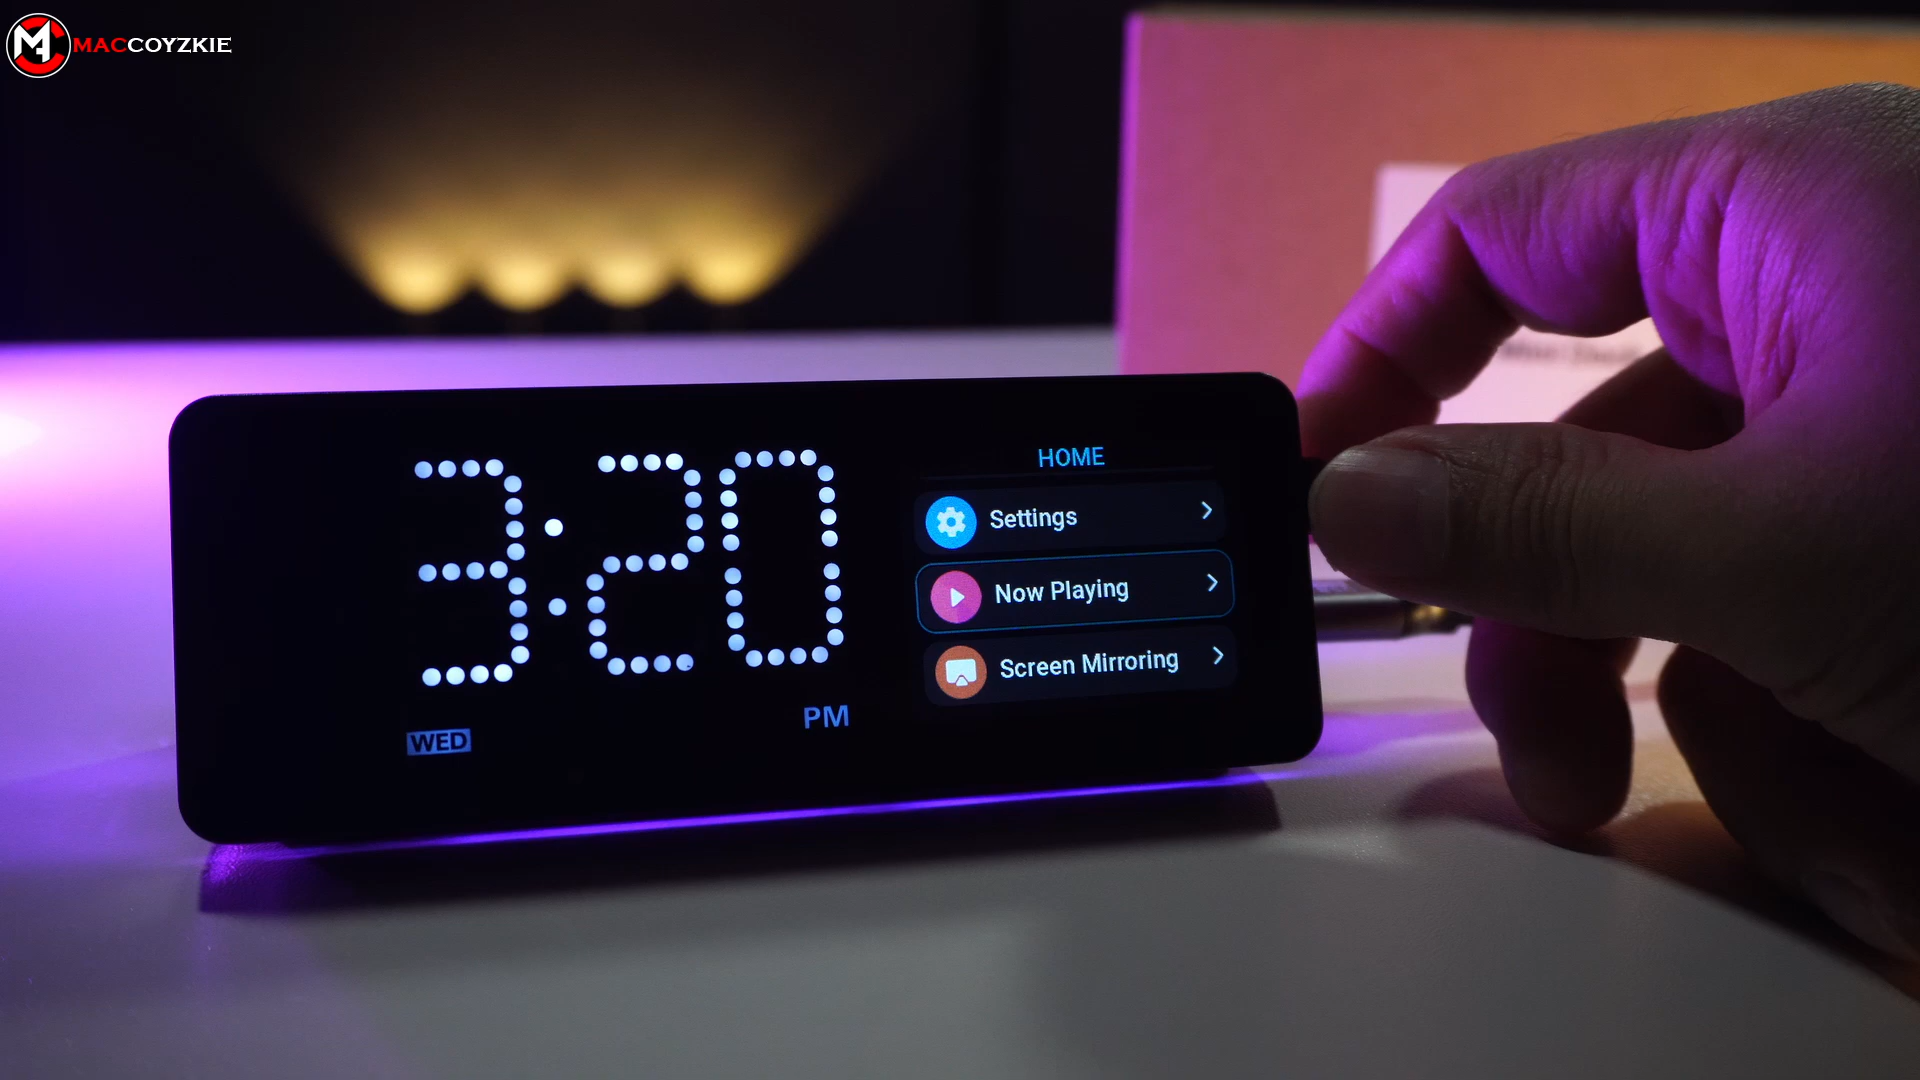 MACCOYZKIE
3:20
PM
WED
HOME
Settings
Now Playing
Screen Mirroring